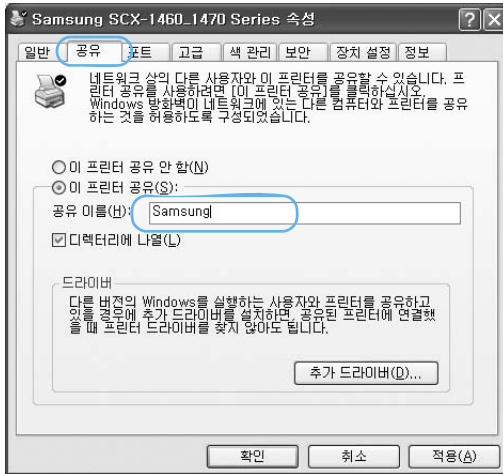 Samsung SCX-1460_1470 Series 속성
일반 공유 포트 고급 색 관리 보안 장치 설정 정보
네트워크 상의 다른 사용자와 이 프린터를 공유할 수 있습니다. 프
린터 공유를 사용하려면 [이 프린터 공유]를 클릭하십시오.
Windows 방화벽이 네트워크에 있는 다른 컴퓨터와 프린터를 공유
하는 것을 허용하도록 구성되었습니다.
이 프린터 공유 안 함(N)
이 프린터 공유(S):
공유 이름(H): Samsung
디렉터리에 나열(L)
드라이버
다른 버전의 Windows를 실행하는 사용자와 프린터를 공유하고
있을 경우에 추가 드라이버를 설치하면, 공유된 프린터에 연결했
을 때 프린터 드라이버를 찾지 않아도 됩니다.
추가 드라이버(D)...
확인 취소 적용(A)